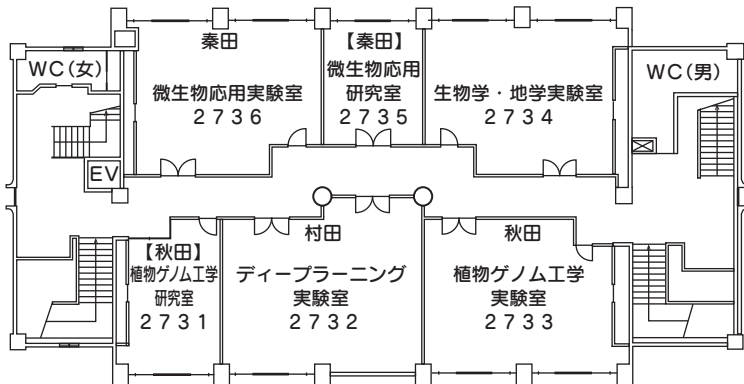 WC(女)
秦田
微生物応用実験室
2736
【秦田】
微生物応用
研究室
2735
生物学・地学実験室
2734
WC(男)
EV
【秋田】
植物ゲノム工学
研究室
2731
村田
ディープラーニング
実験室
2732
秋田
植物ゲノム工学
実験室
2733